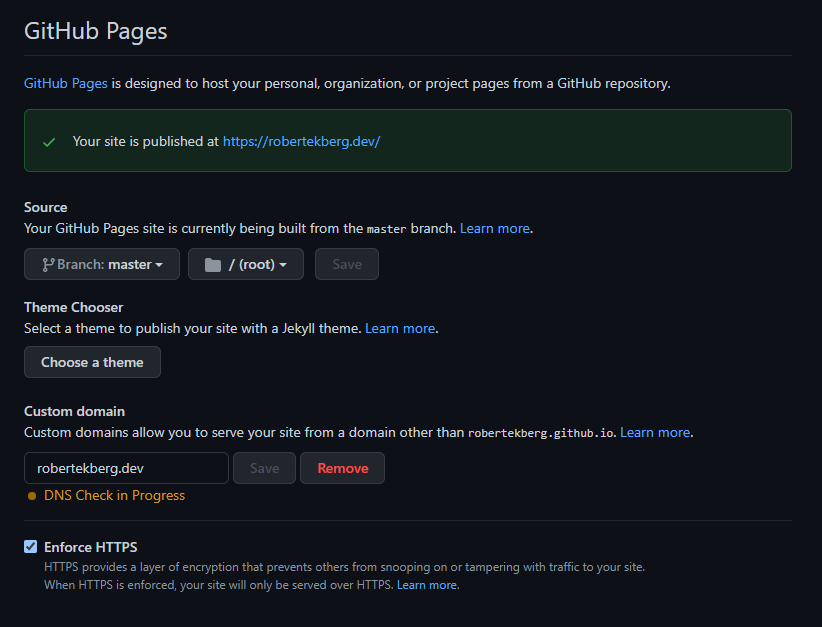 GitHub Pages
GitHub Pages is designed to host your personal, organization, or project pages from a GitHub repository.
Your site is published at https://robertekberg.dev/
Source
Your GitHub Pages site is currently being built from the master branch. Learn more.
Branch: master
/ (root)
Save
Theme Chooser
Select a theme to publish your site with a Jekyll theme. Learn more.
Choose a theme
Custom domain
Custom domains allow you to serve your site from a domain other than robertekberg.github.io. Learn more.
robertekberg.dev
Save
Remove
DNS Check in Progress
Enforce HTTPS
HTTPS provides a layer of encryption that prevents others from snooping on or tampering with traffic to your site.
When HTTPS is enforced, your site will only be served over HTTPS. Learn more.